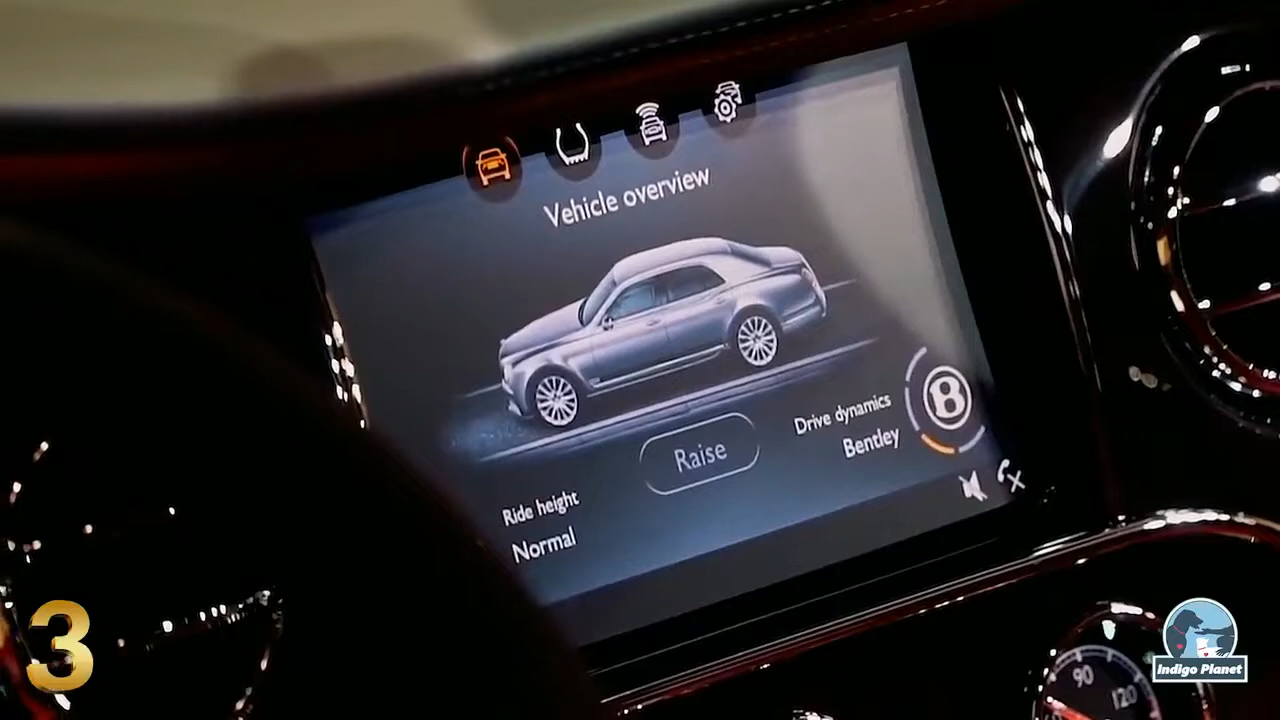 Vehicle overview
Raise
Drive dynamics
Bentley
B
Ride height
Normal
3
90
120
Indigo Planet